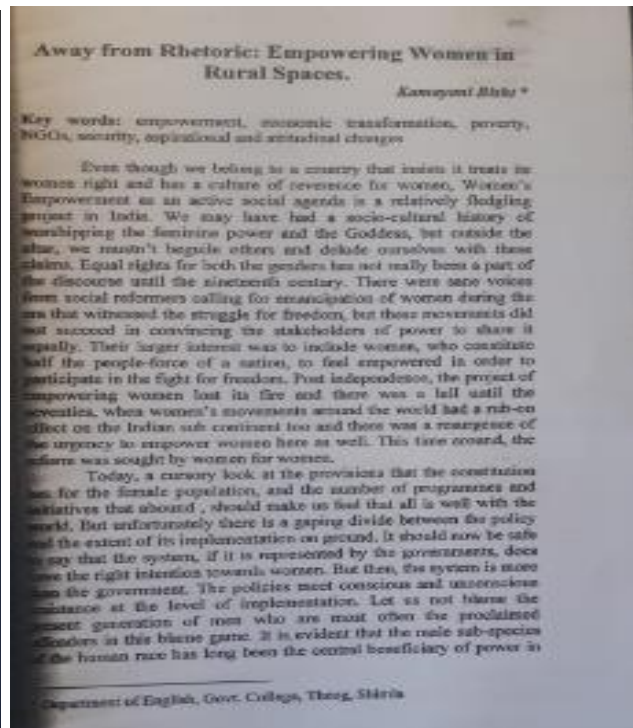 Away from Rhetoric: Empowering Women in
Rural Spaces.
Kamayani Bisht *
Key words: empowerment, economic transformation, poverty,
NGOs, security, aspirational and attitudinal changes
Even though we belong to a country that insists it treats its
women right and has a culture of reverence for women, Women's
Empowerment as an active social agenda is a relatively fledgling
project in India. We may have had a socio-cultural history of
worshipping the feminine power and the Goddess, but outside the
altar, we mustn't beguile others and delude ourselves with these
claims. Equal rights for both the genders has not really been a part of
the discourse until the nineteenth century. There were sane voices
from social reformers calling for emancipation of women during the
era that witnessed the struggle for freedom, but these movements did
not succeed in convincing the stakeholders of power to share it
equally. Their larger interest was to include women, who constitute
half the people-force of a nation, to feel empowered in order to
participate in the fight for freedom. Post independence, the project of
empowering women lost its fire and there was a lull until the
seventies, when women's movements around the world had a rub-on
effect on the Indian sub continent too and there was a resurgence of
the urgency to empower women here as well. This time around, the
reform was sought by women for women.
Today, a cursory look at the provisions that the constitution
has for the female population, and the number of programmes and
initiatives that abound , should make us feel that all is well with the
world. But unfortunately there is a gaping divide between the policy
and the extent of its implementation on ground. It should now be safe
to say that the system, if it is represented by the governments, does
have the right intention towards women. But then, the system is more
than the government. The policies meet conscious and unconscious
resistance at the level of implementation. Let us not blame the
present generation of men who are most often the proclaimed
offenders in this blame game. It is evident that the male sub-species
of the human race has long been the central beneficiary of power in
* Department of English, Govt. College, Theog, Shimla